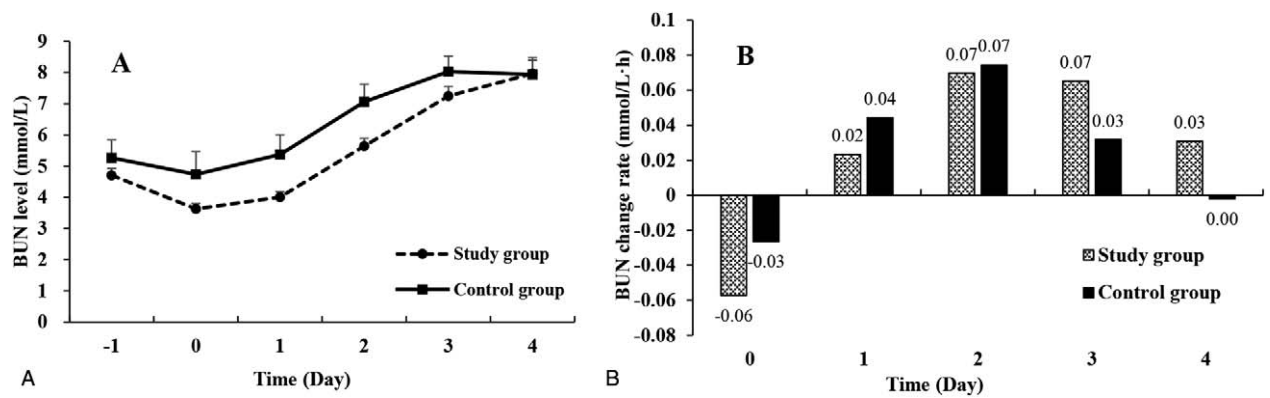 9
8
7
6
5
4
3
2
1
0
BUN level (mmol/L)
A
Study group
Control group
-1 0 1 2 3 4
Time (Day)
A
0.1
0.08
0.06
0.04
0.02
0
-0.02
-0.04
-0.06
-0.08
BUN change rate (mmol/L·h)
B
-0.06
-0.03
0.02
0.04
0.07
0.07
0.07
0.03
0.03
0.00
Study group
Control group
0 1 2 3 4
Time (Day)
B